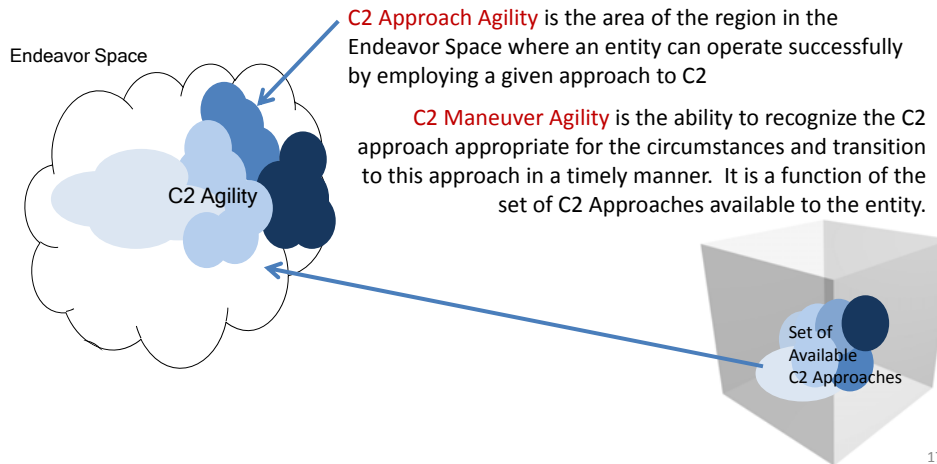 C2 Approach Agility is the area of the region in the
Endeavor Space where an entity can operate successfully
by employing a given approach to C2
Endeavor Space
C2 Maneuver Agility is the ability to recognize the C2
approach appropriate for the circumstances and transition
to this approach in a timely manner.  It is a function of the
set of C2 Approaches available to the entity.
C2 Agility
Set of
Available
C2 Approaches